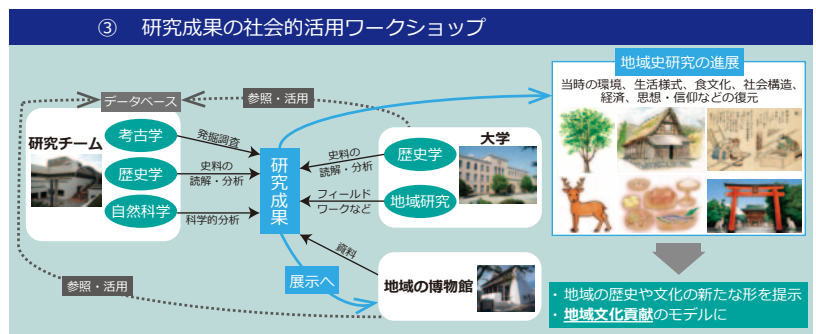 ③ 研究成果の社会的活用ワークショップ
地域史研究の進展
当時の環境、生活様式、食文化、社会構造、
経済、思想・信仰などの復元
データベース
参照・活用
研究チーム
考古学
歴史学
自然科学
発掘調査
史料の
読解・分析
科学的分析
研究成果
史料の
読解・分析
フィールド
ワークなど
大学
歴史学
地域研究
資料
展示へ
地域の博物館
参照・活用
・地域の歴史や文化の新たな形を提示
・地域文化貢献のモデルに